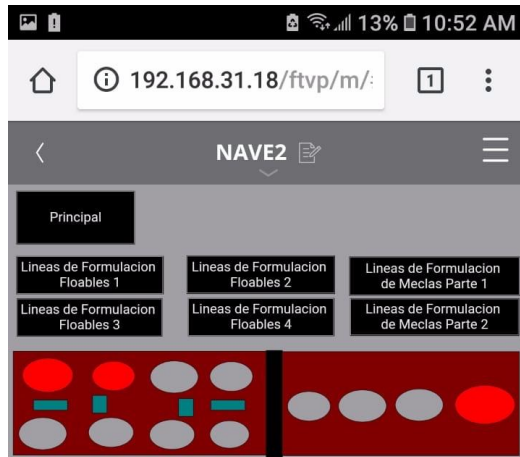 13% 10:52 AM
192.168.31.18/ftvp/m/
1
NAVE2
Principal
Lineas de Formulacion
Floables 1
Lineas de Formulacion
Floables 2
Lineas de Formulacion
de Meclas Parte 1
Lineas de Formulacion
Floables 3
Lineas de Formulacion
Floables 4
Lineas de Formulacion
de Meclas Parte 2